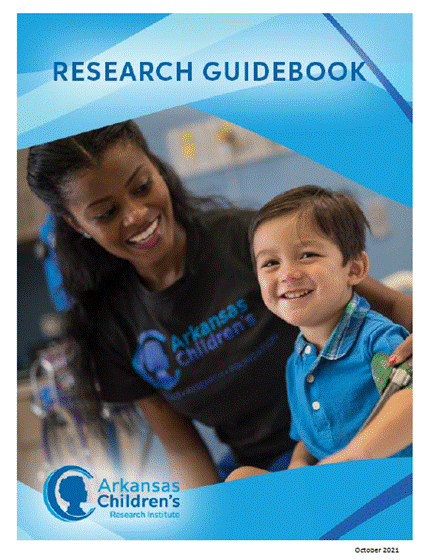 RESEARCH GUIDEBOOK
Arkansas
Children's
Arkansas
Children's
Research Institute
October 2021